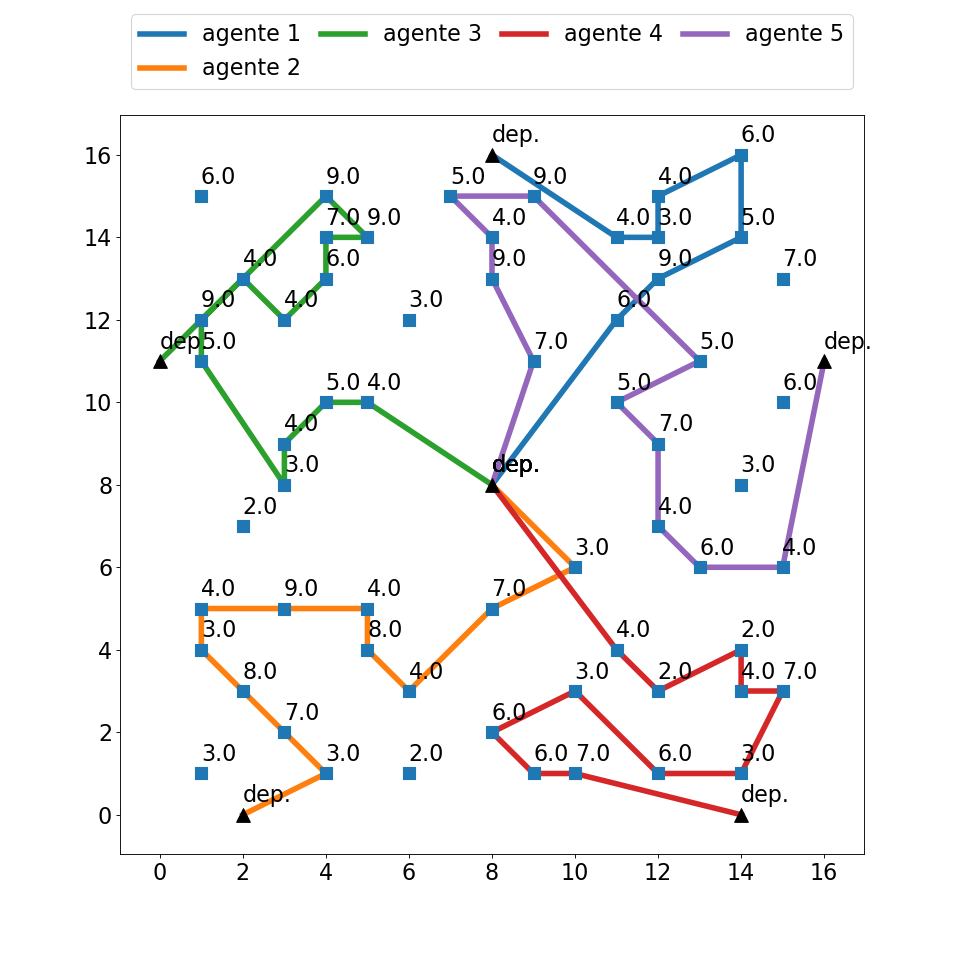 agente 1 agente 3 agente 4 agente 5
agente 2
dep. 6.0
16
6.0 9.0 5.0 9.0 4.0
7.0 9.0 4.0 4.0 3.0 5.0
14
4.0 6.0 9.0 9.0 7.0
9.0 4.0 3.0 6.0
12
dep. 5.0 7.0 5.0 dep.
5.0 4.0 5.0 6.0
10
4.0 7.0
3.0 dep. 3.0
8
2.0 4.0
3.0 6.0 4.0
6
4.0 9.0 4.0 7.0
3.0 8.0 4.0 2.0
4
8.0 4.0 3.0 2.0 4.0 7.0
7.0 6.0
2
3.0 3.0 2.0 6.0 7.0 6.0 3.0
dep. dep.
0
0 2 4 6 8 10 12 14 16